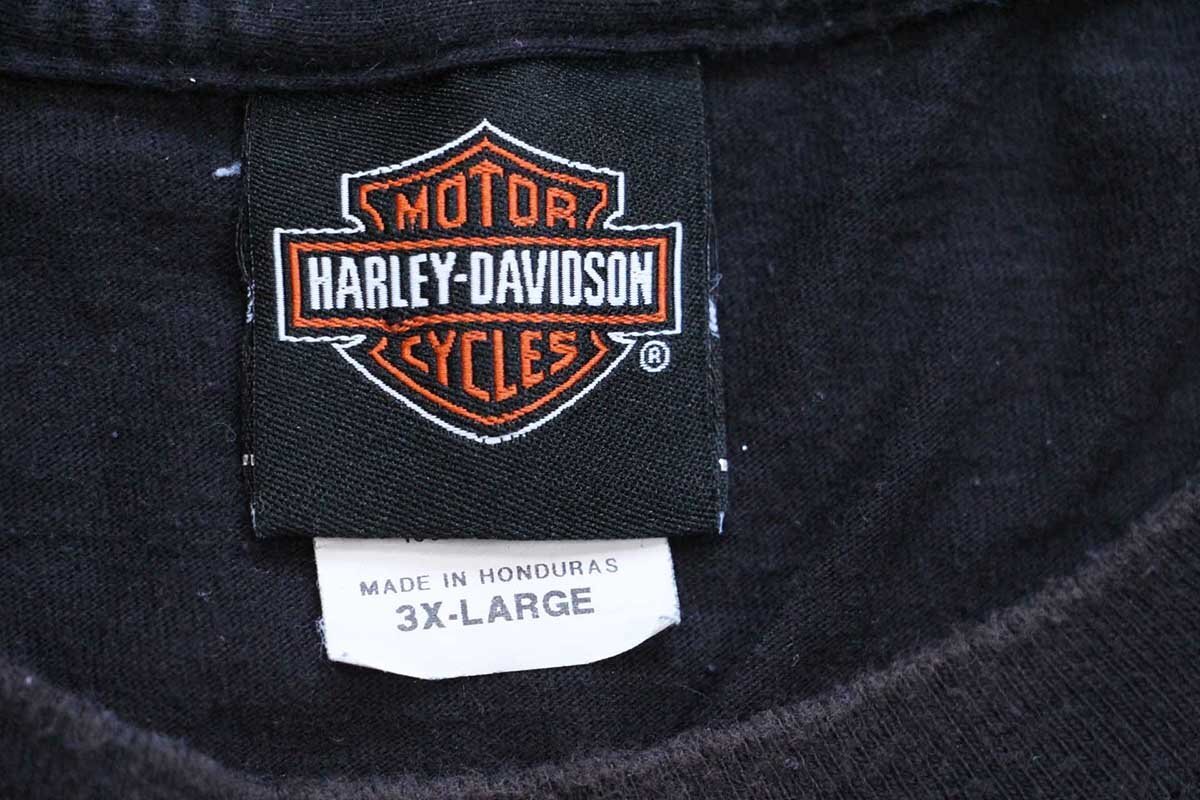 MOTOR
HARLEY-DAVIDSON
CYCLES
®
MADE IN HONDURAS
3X-LARGE